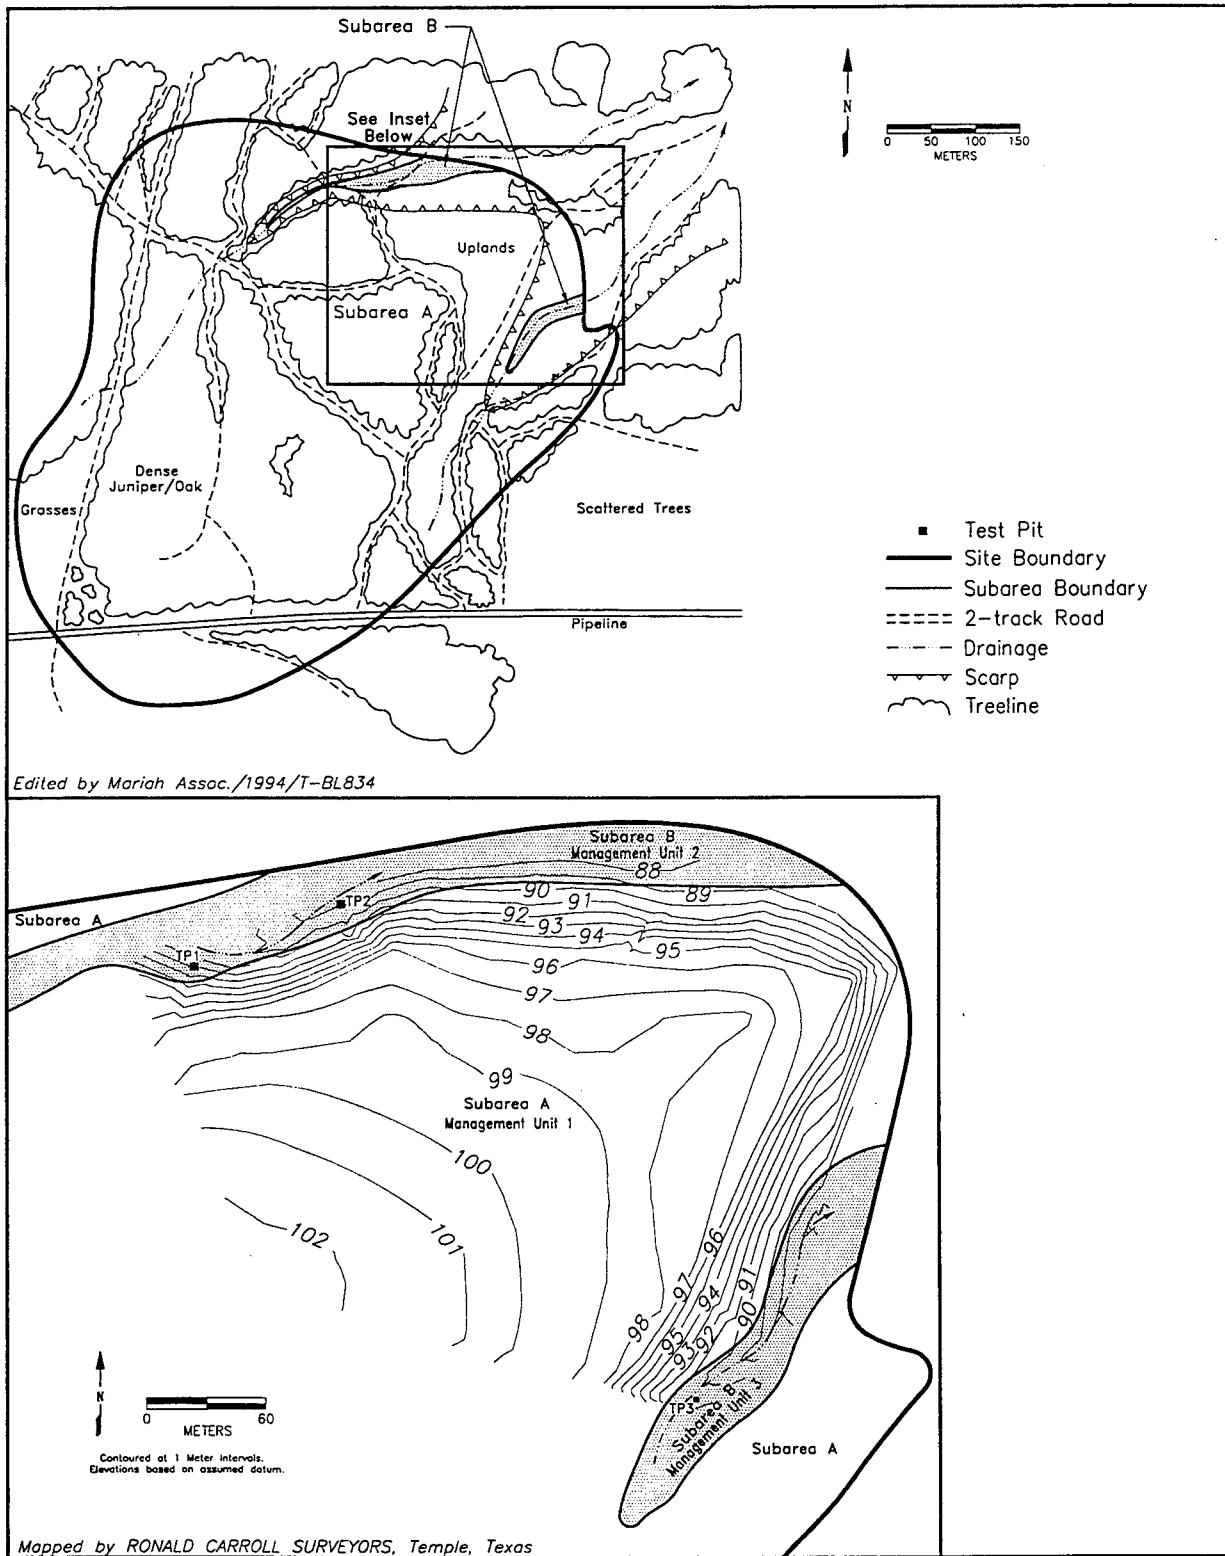 Subarea B
See Inset
Below
N
0 50 100 150
METERS
Uplands
Subarea A
Dense
Juniper/Oak
Grasses
Scattered Trees
Pipeline
Test Pit
Site Boundary
Subarea Boundary
2-track Road
Drainage
Scarp
Treeline
Edited by Mariah Assoc./1994/T-BL834
Subarea B
Management Unit 2
88
89
90
91
92
93
94
95
96
97
98
99
TP2
Subarea A
TP1
Subarea A
Management Unit 1
100
101
102
96
97
94
91
98
95
92
90
93
TP3
Subarea B
Management Unit 3
Subarea A
N
0 60
METERS
Contoured at 1 Meter Intervals.
Elevations based on assumed datum.
Mapped by RONALD CARROLL SURVEYORS, Temple, Texas